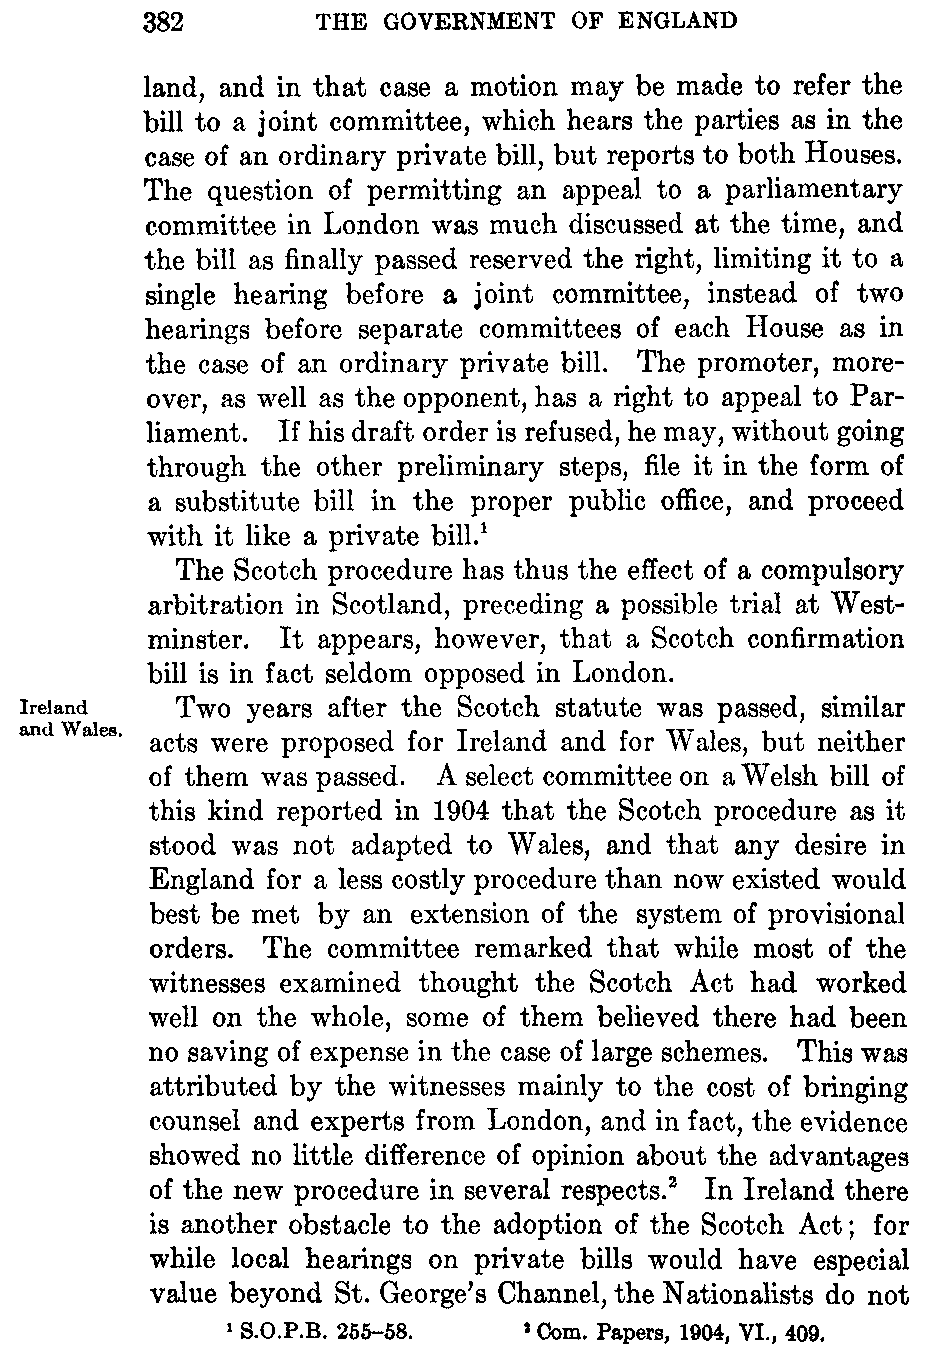 382 THE GOVERNMENT OF ENGLAND
land, and in that case a motion may be made to refer the
bill to a joint committee, which hears the parties as in the
case of an ordinary private bill, but reports to both Houses.
The question of permitting an appeal to a parliamentary
committee in London was much discussed at the time, and
the bill as finally passed reserved the right, limiting it to a
single hearing before a joint committee, instead of two
hearings before separate committees of each House as in
the case of an ordinary private bill. The promoter, more-
over, as well as the opponent, has a right to appeal to Par-
liament. If his draft order is refused, he may, without going
through the other preliminary steps, file it in the form of
a substitute bill in the proper public office, and proceed
with it like a private bill.¹
The Scotch procedure has thus the effect of a compulsory
arbitration in Scotland, preceding a possible trial at West-
minster. It appears, however, that a Scotch confirmation
bill is in fact seldom opposed in London.
Ireland
and Wales.
Two years after the Scotch statute was passed, similar
acts were proposed for Ireland and for Wales, but neither
of them was passed. A select committee on a Welsh bill of
this kind reported in 1904 that the Scotch procedure as it
stood was not adapted to Wales, and that any desire in
England for a less costly procedure than now existed would
best be met by an extension of the system of provisional
orders. The committee remarked that while most of the
witnesses examined thought the Scotch Act had worked
well on the whole, some of them believed there had been
no saving of expense in the case of large schemes. This was
attributed by the witnesses mainly to the cost of bringing
counsel and experts from London, and in fact, the evidence
showed no little difference of opinion about the advantages
of the new procedure in several respects.² In Ireland there
is another obstacle to the adoption of the Scotch Act; for
while local hearings on private bills would have especial
value beyond St. George's Channel, the Nationalists do not
¹ S.O.P.B. 255–58. ² Com. Papers, 1904, VI., 409.